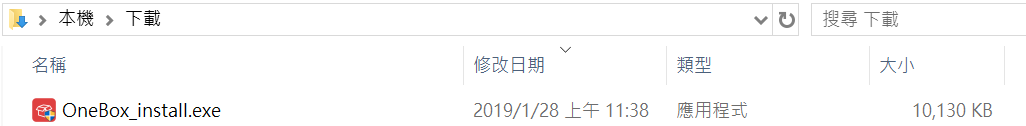 本機 下載 搜尋 下載
名稱 修改日期 類型 大小
OneBox_install.exe 2019/1/28 上午 11:38 應用程式 10,130 KB